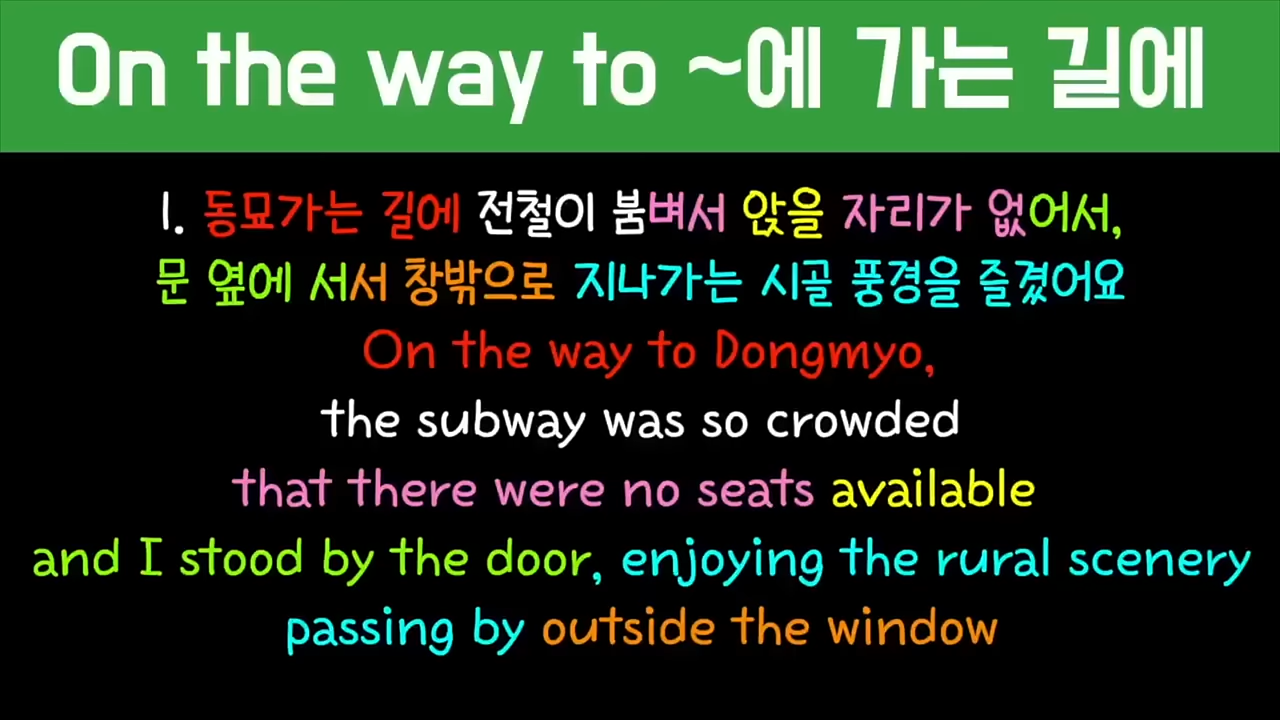 On the way to ~에 가는 길에
1. 동묘가는 길에 전철이 붐벼서 앉을 자리가 없어서,
문 옆에 서서 창밖으로 지나가는 시골 풍경을 즐겼어요
On the way to Dongmyo,
the subway was so crowded
that there were no seats available
and I stood by the door, enjoying the rural scenery
passing by outside the window